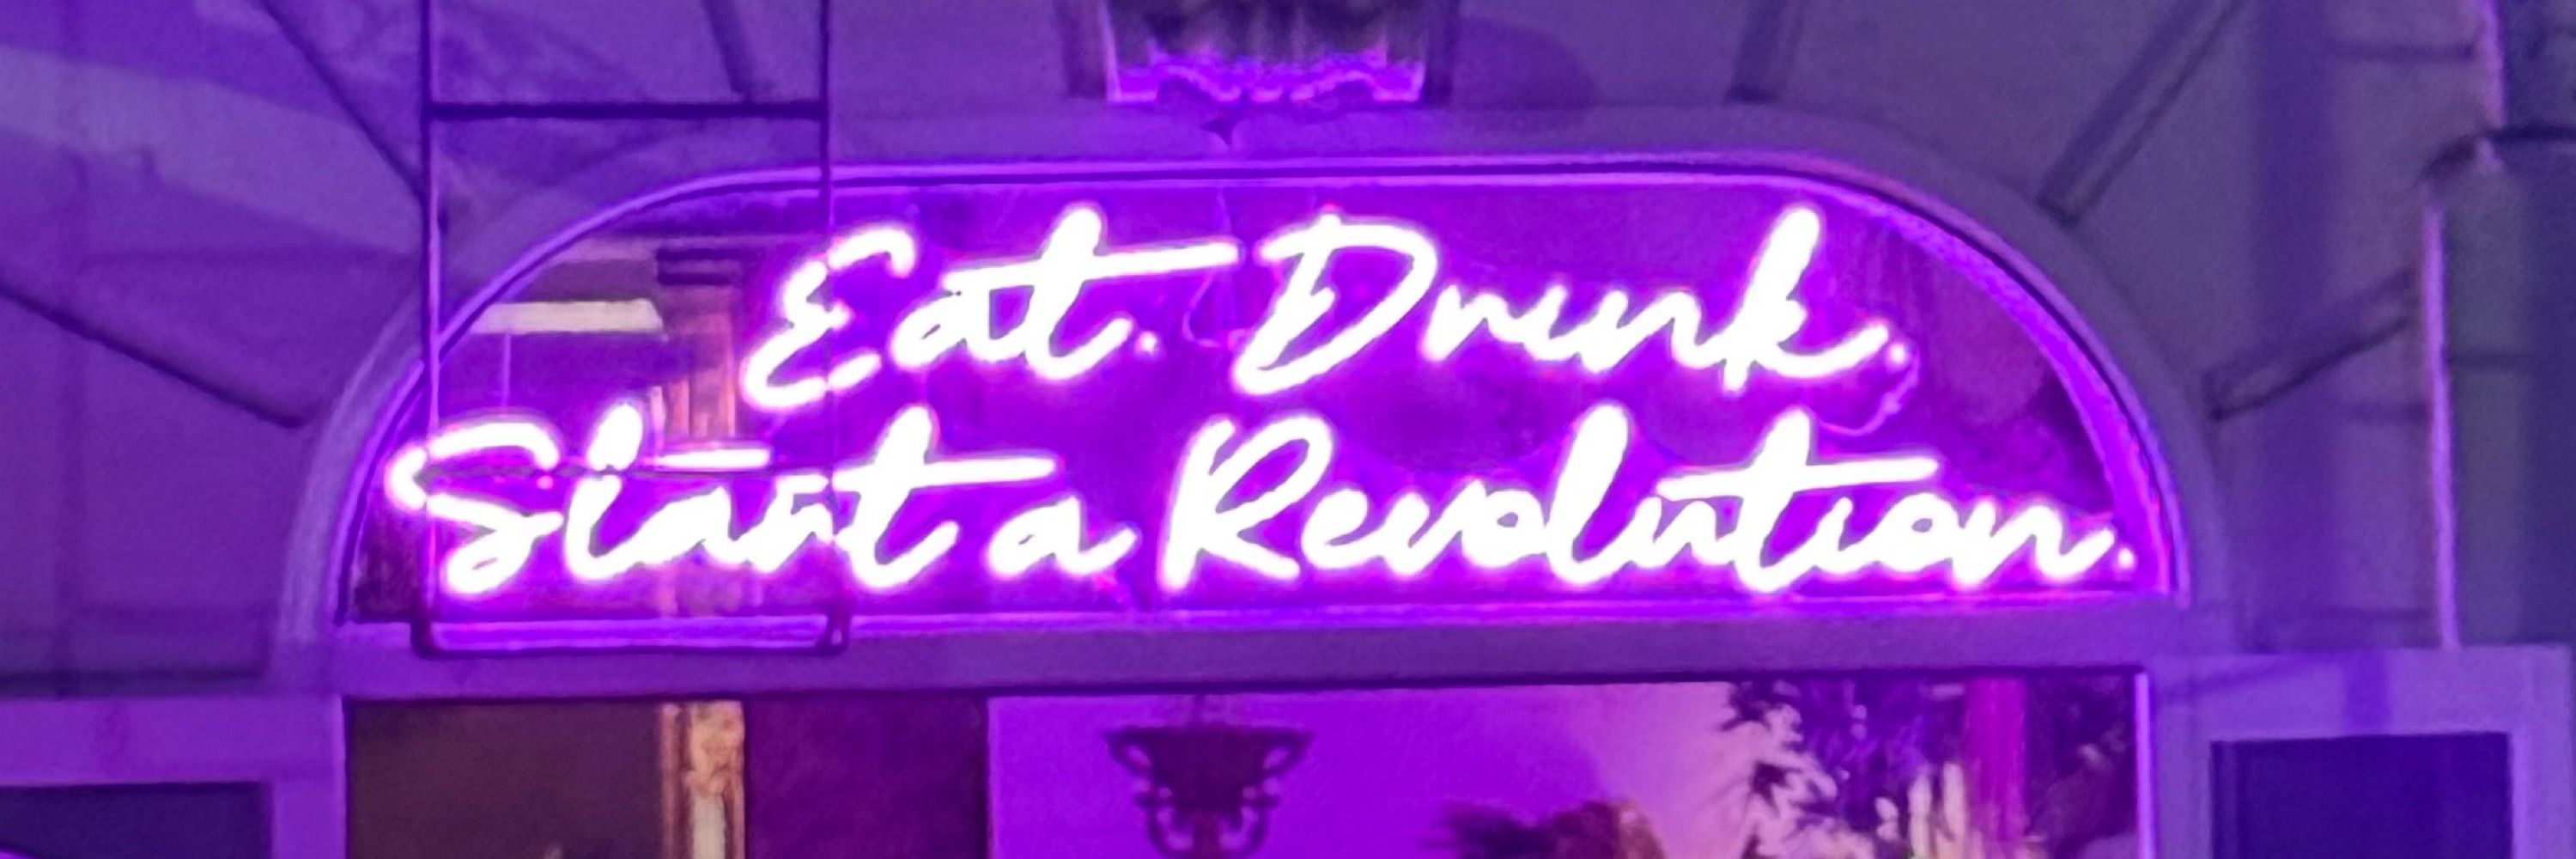 Eat. Drink.
Start a Revolution.